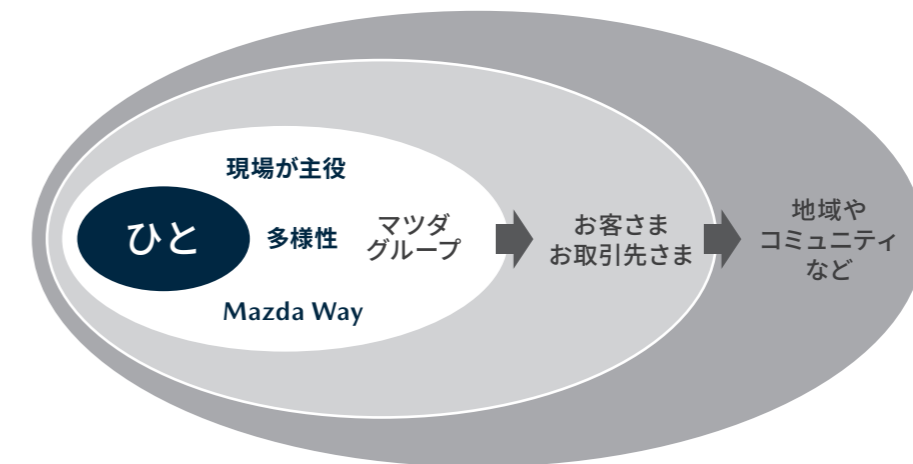 現場が主役
ひと
多様性
Mazda Way
マツダ
グループ
お客さま
お取引先さま
地域や
コミュニティ
など